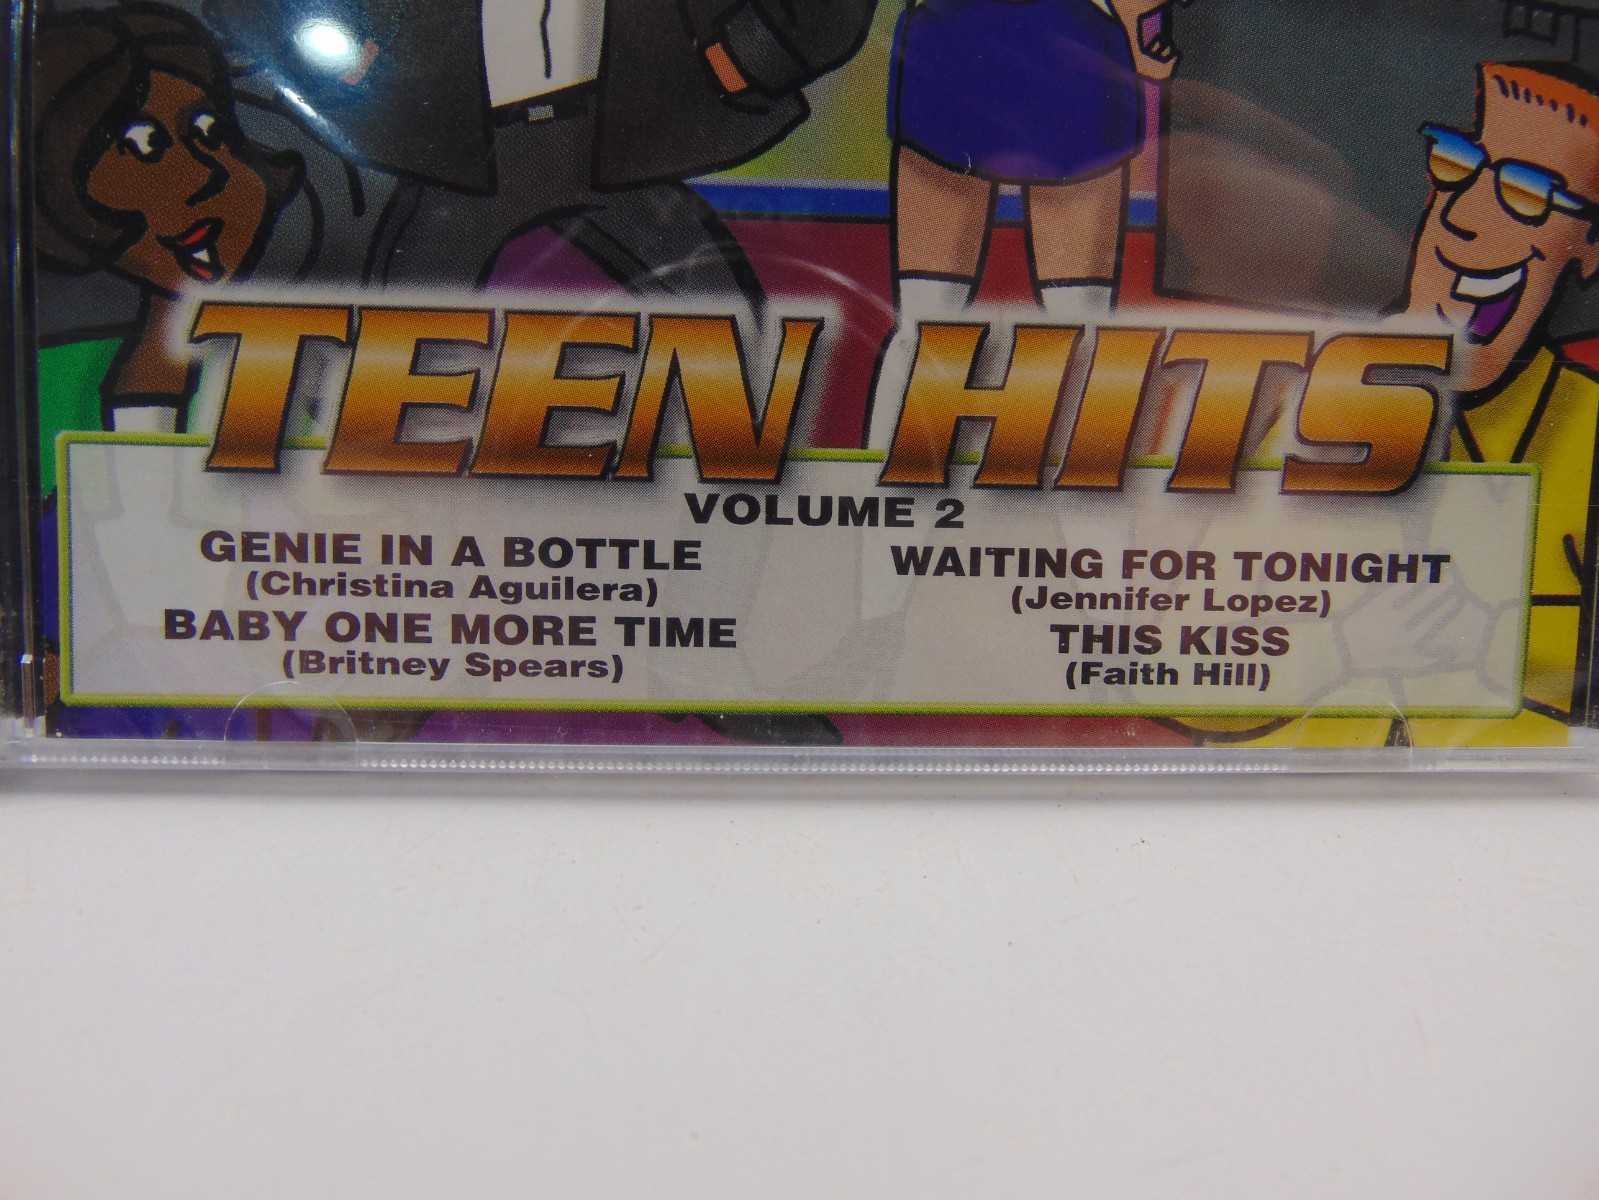 TEEN HITS
VOLUME 2
GENIE IN A BOTTLE
(Christina Aguilera)
BABY ONE MORE TIME
(Britney Spears)
WAITING FOR TONIGHT
(Jennifer Lopez)
THIS KISS
(Faith Hill)